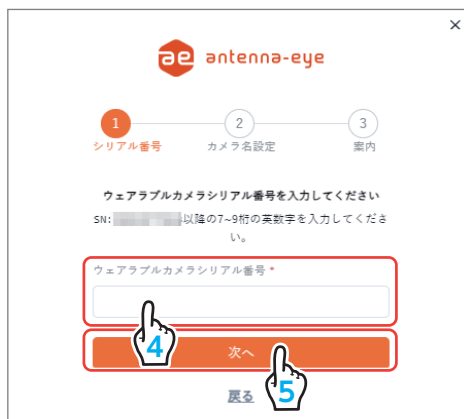 ×
ae antenna-eye
1 2 3
シリアル番号 カメラ名設定 案内
ウェアラブルカメラシリアル番号を入力してください
SN: 以降の7~9桁の英数字を入力してくださ
い。
ウェアラブルカメラシリアル番号 *
4
次へ
5
戻る